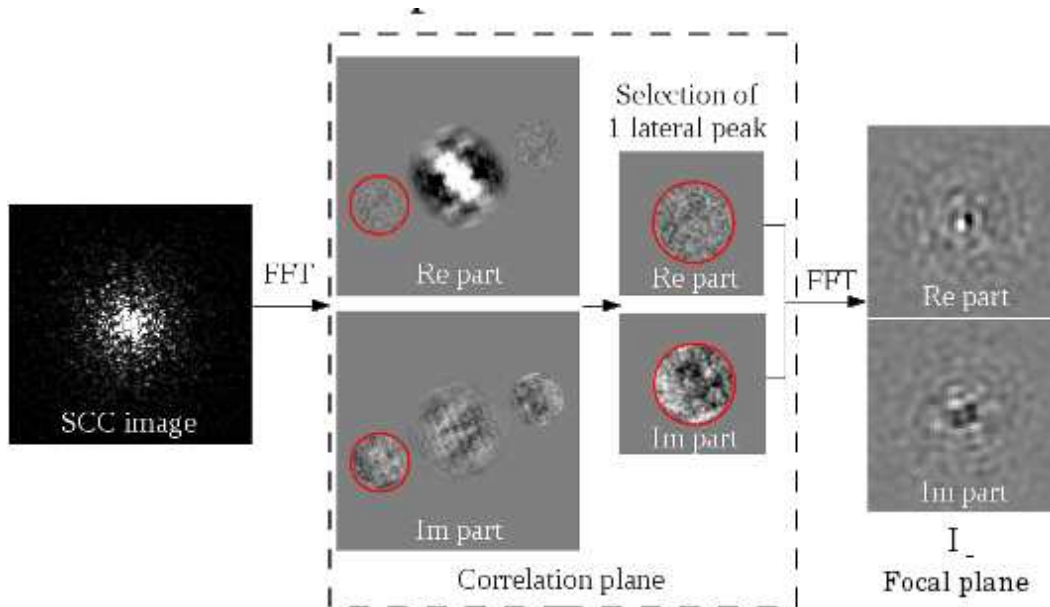 Selection of
1 lateral peak
FFT
Re part
Re part
FFT
Re part
SCC image
Im part
Im part
Im part
Correlation plane
I_
Focal plane